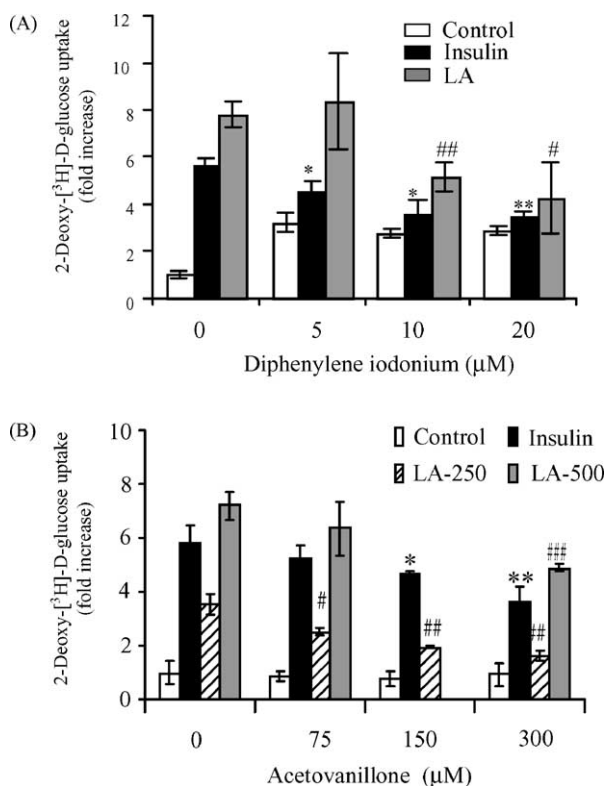 (A)
Control
Insulin
LA
2-Deoxy-[³H]-D-glucose uptake
(fold increase)
12
10
8
6
4
2
0
*
*
##
**
#
0 5 10 20
Diphenylene iodonium (μM)
(B)
Control Insulin
LA-250 LA-500
2-Deoxy-[³H]-D-glucose uptake
(fold increase)
10
8
6
4
2
0
#
*
##
**
##
###
0 75 150 300
Acetovanillone (μM)